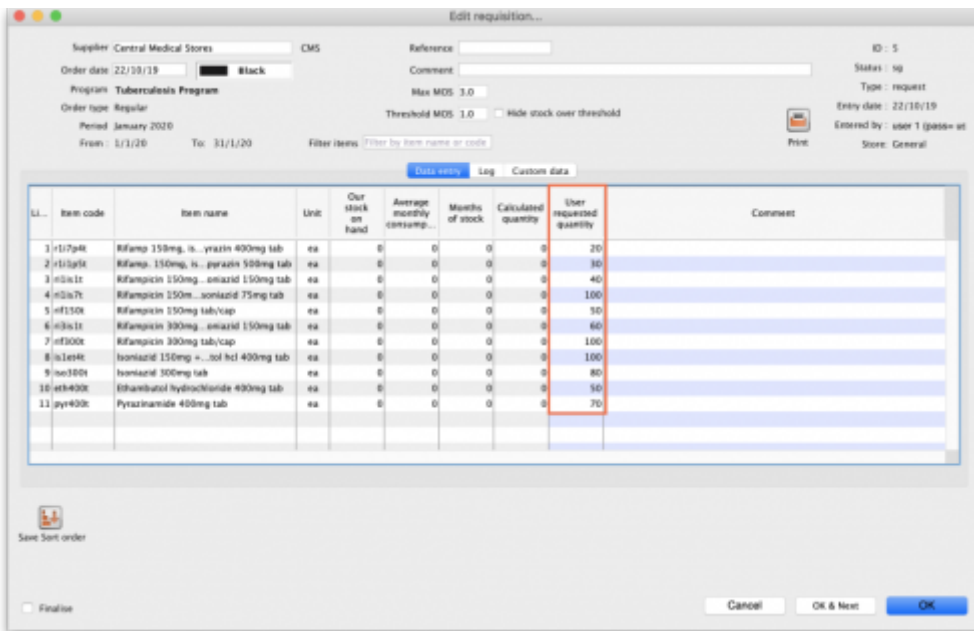 Edit requisition...
Supplier Central Medical Stores CMS Reference ID : 5
Order date 22/10/19 Black Comment Status : sg
Program Tuberculosis Program Max MOS 3.0 Type : request
Order type Regular Threshold MOS 1.0 Hide stock over threshold Entry date : 22/10/19
Period January 2020 Entered by : user 1 (pass= us
From : 1/1/20 To: 31/1/20 Filter items Filter by item name or code Print Store: General
Data entry Log Custom data
Li... Item code Item name Unit Our stock on hand Average monthly consump... Months of stock Calculated quantity User requested quantity Comment
1 Rifamp 150mg, is...yrazin 400mg tab ea 0 0 0 0 20
2 Rifamp. 150mg, is...pyrazin 500mg tab ea 0 0 0 0 30
3 Rifampicin 150mg...oniazid 150mg tab ea 0 0 0 0 40
4 Rifampicin 150m...soniazid 75mg tab ea 0 0 0 0 100
5 rif150t Rifampicin 150mg tab/cap ea 0 0 0 0 50
6 Rifampicin 300mg...oniazid 150mg tab ea 0 0 0 0 60
7 rif300t Rifampicin 300mg tab/cap ea 0 0 0 0 100
8 Isoniazid 150mg +...tol hcl 400mg tab ea 0 0 0 0 100
9 iso300t Isoniazid 300mg tab ea 0 0 0 0 80
10 eth400t Ethambutol hydrochloride 400mg tab ea 0 0 0 0 50
11 pyr400t Pyrazinamide 400mg tab ea 0 0 0 0 70
Save Sort order
Finalise Cancel OK & Next OK